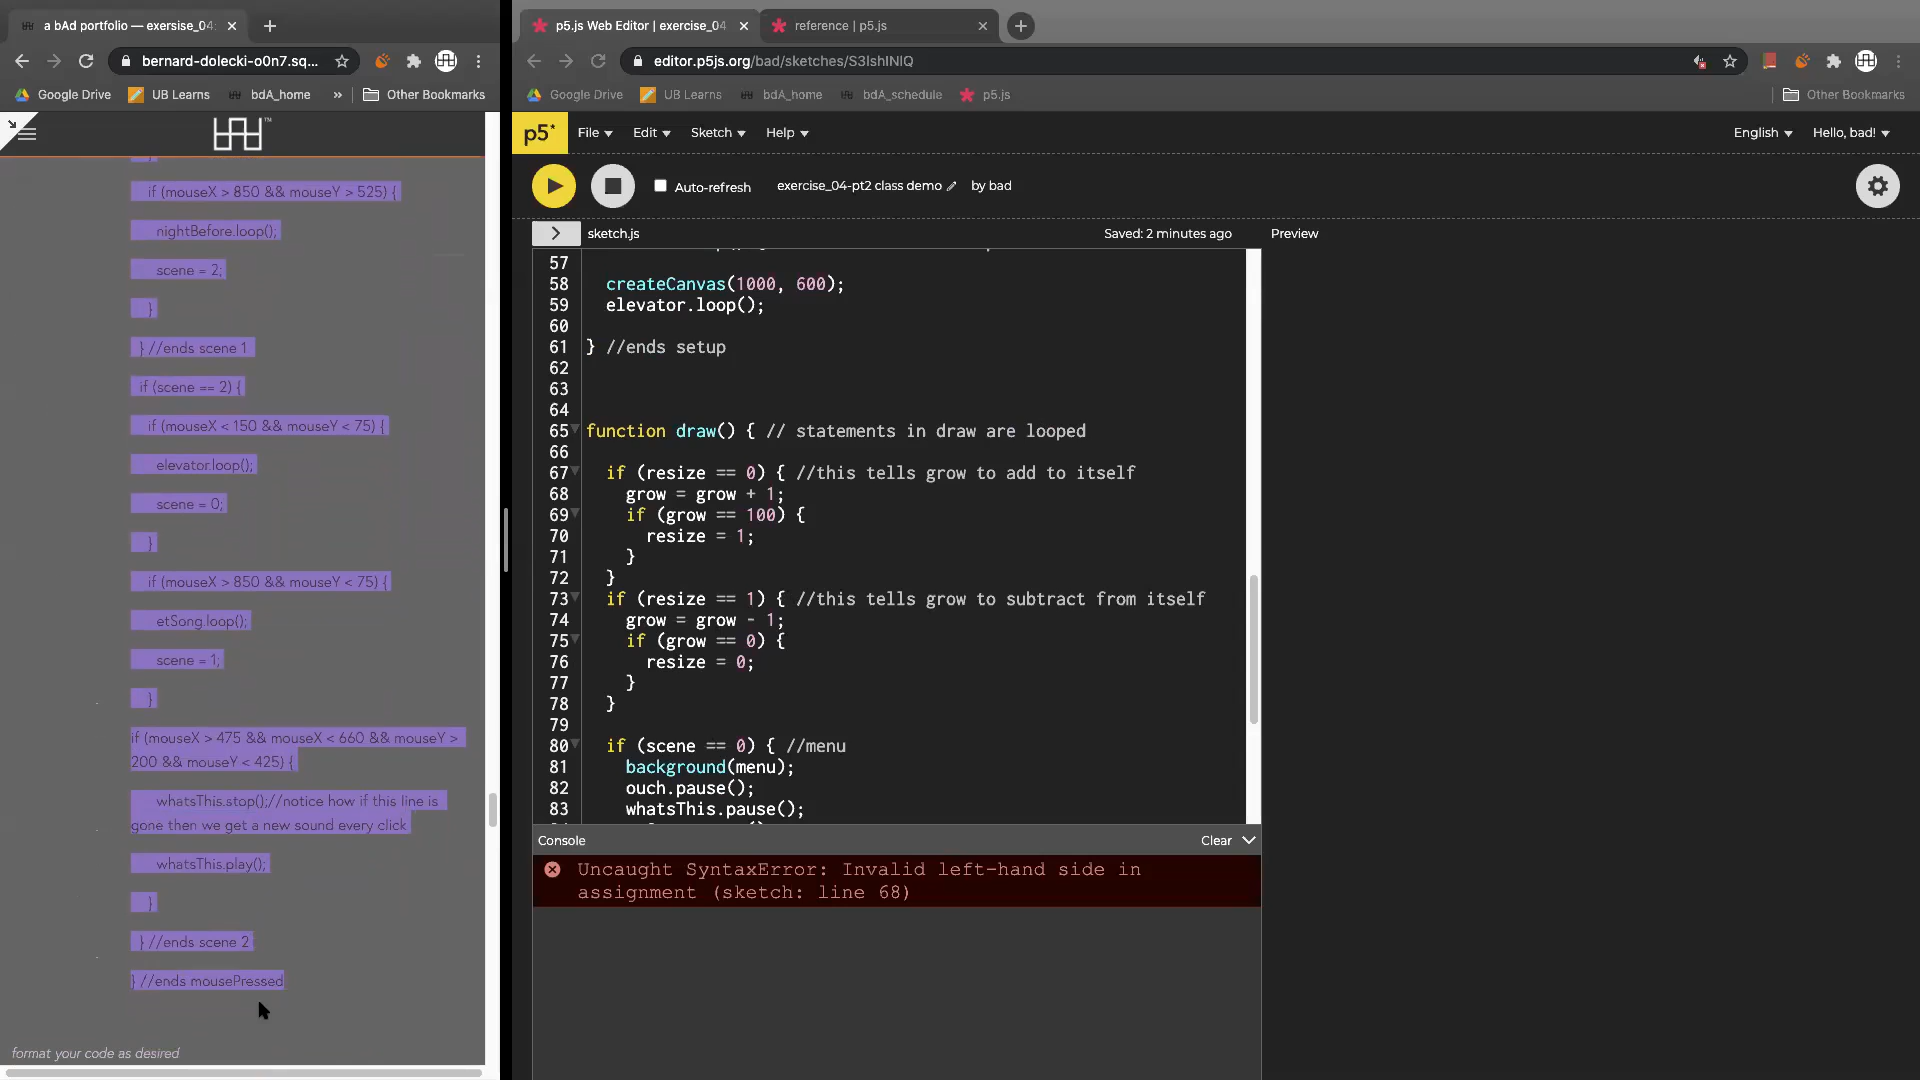 a bAd portfolio — exersise_04
p5.js Web Editor | exercise_04
reference | p5.js
bernard-dolecki-o0n7.sq...
editor.p5js.org/bad/sketches/S3IshINIQ
Google Drive
UB Learns
bdA_home
»
Other Bookmarks
Google Drive
UB Learns
bdA_home
bdA_schedule
p5.js
Other Bookmarks
p5*
File
Edit
Sketch
Help
English
Hello, bad!
Auto-refresh
exercise_04-pt2 class demo
by bad
sketch.js
Saved: 2 minutes ago
Preview
}
if (mouseX > 850 && mouseY > 525) {
nightBefore.loop();
scene = 2;
}
} //ends scene 1
if (scene == 2) {
if (mouseX < 150 && mouseY < 75) {
elevator.loop();
scene = 0;
}
if (mouseX > 850 && mouseY < 75) {
etSong.loop();
scene = 1;
}
if (mouseX > 475 && mouseX < 660 && mouseY >
200 && mouseY < 425) {
whatsThis.stop();//notice how if this line is
gone then we get a new sound every click
whatsThis.play();
}
} //ends scene 2
} //ends mousePressed
format your code as desired
57
58 createCanvas(1000, 600);
59 elevator.loop();
60
61 } //ends setup
62
63
64
65 function draw() { // statements in draw are looped
66
67 if (resize == 0) { //this tells grow to add to itself
68 grow = grow + 1;
69 if (grow == 100) {
70 resize = 1;
71 }
72 }
73 if (resize == 1) { //this tells grow to subtract from itself
74 grow = grow - 1;
75 if (grow == 0) {
76 resize = 0;
77 }
78 }
79
80 if (scene == 0) { //menu
81 background(menu);
82 ouch.pause();
83 whatsThis.pause();
Console
Clear
Uncaught SyntaxError: Invalid left-hand side in
assignment (sketch: line 68)